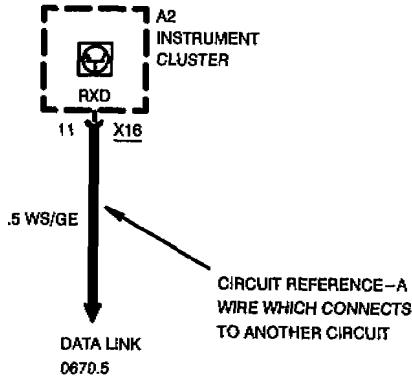 A2
INSTRUMENT
CLUSTER
RXD
11 X16
.5 WS/GE
CIRCUIT REFERENCE–A
WIRE WHICH CONNECTS
TO ANOTHER CIRCUIT
DATA LINK
0670.5